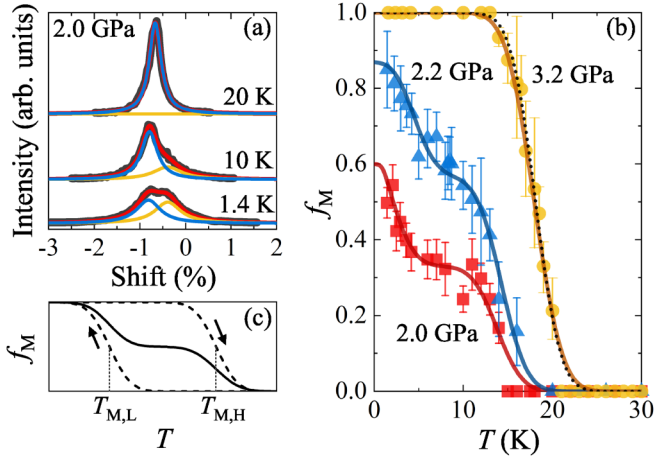 2.0 GPa
(a)
20 K
10 K
1.4 K
Intensity (arb. units)
-3 -2 -1 0 1 2
Shift (%)
(c)
f_M
T_M,L
T_M,H
T
(b)
1.0
0.8
0.6
0.4
0.2
0.0
f_M
2.2 GPa
3.2 GPa
2.0 GPa
0 10 20 30
T (K)